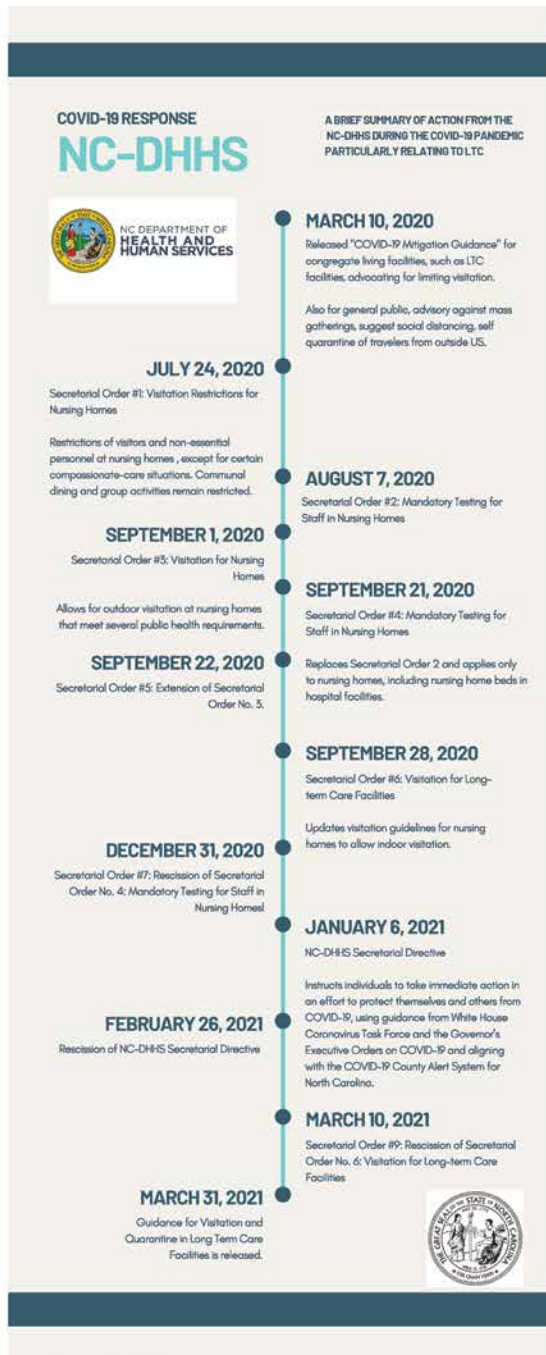 COVID-19 RESPONSE
NC-DHHS
A BRIEF SUMMARY OF ACTION FROM THE
NC-DHHS DURING THE COVID-19 PANDEMIC
PARTICULARLY RELATING TO LTC
NC DEPARTMENT OF
HEALTH AND
HUMAN SERVICES
MARCH 10, 2020
Released "COVID-19 Mitigation Guidance" for
congregate living facilities, such as LTC
facilities, advocating for limiting visitation.
Also for general public, advisory against mass
gatherings, suggest social distancing, self
quarantine of travelers from outside US.
JULY 24, 2020
Secretarial Order #1: Visitation Restrictions for
Nursing Homes
Restrictions of visitors and non-essential
personnel at nursing homes , except for certain
compassionate-care situations. Communal
dining and group activities remain restricted.
AUGUST 7, 2020
Secretarial Order #2: Mandatory Testing for
Staff in Nursing Homes
SEPTEMBER 1, 2020
Secretarial Order #3: Visitation for Nursing
Homes
Allows for outdoor visitation at nursing homes
that meet several public health requirements.
SEPTEMBER 21, 2020
Secretarial Order #4: Mandatory Testing for
Staff in Nursing Homes
Replaces Secretarial Order 2 and applies only
to nursing homes, including nursing home beds in
hospital facilities.
SEPTEMBER 22, 2020
Secretarial Order #5: Extension of Secretarial
Order No. 3.
SEPTEMBER 28, 2020
Secretarial Order #6: Visitation for Long-
term Care Facilities
Updates visitation guidelines for nursing
homes to allow indoor visitation.
DECEMBER 31, 2020
Secretarial Order #7: Rescission of Secretarial
Order No. 4: Mandatory Testing for Staff in
Nursing Homesl
JANUARY 6, 2021
NC-DHHS Secretarial Directive
Instructs individuals to take immediate action in
an effort to protect themselves and others from
COVID-19, using guidance from White House
Coronavirus Task Force and the Governor's
Executive Orders on COVID-19 and aligning
with the COVID-19 County Alert System for
North Carolina.
FEBRUARY 26, 2021
Rescission of NC-DHHS Secretarial Directive
MARCH 10, 2021
Secretarial Order #9: Rescission of Secretarial
Order No. 6: Visitation for Long-term Care
Facilities
MARCH 31, 2021
Guidance for Visitation and
Quarantine in Long Term Care
Facilities is released.
THE GREAT SEAL OF THE STATE OF NORTH CAROLINA